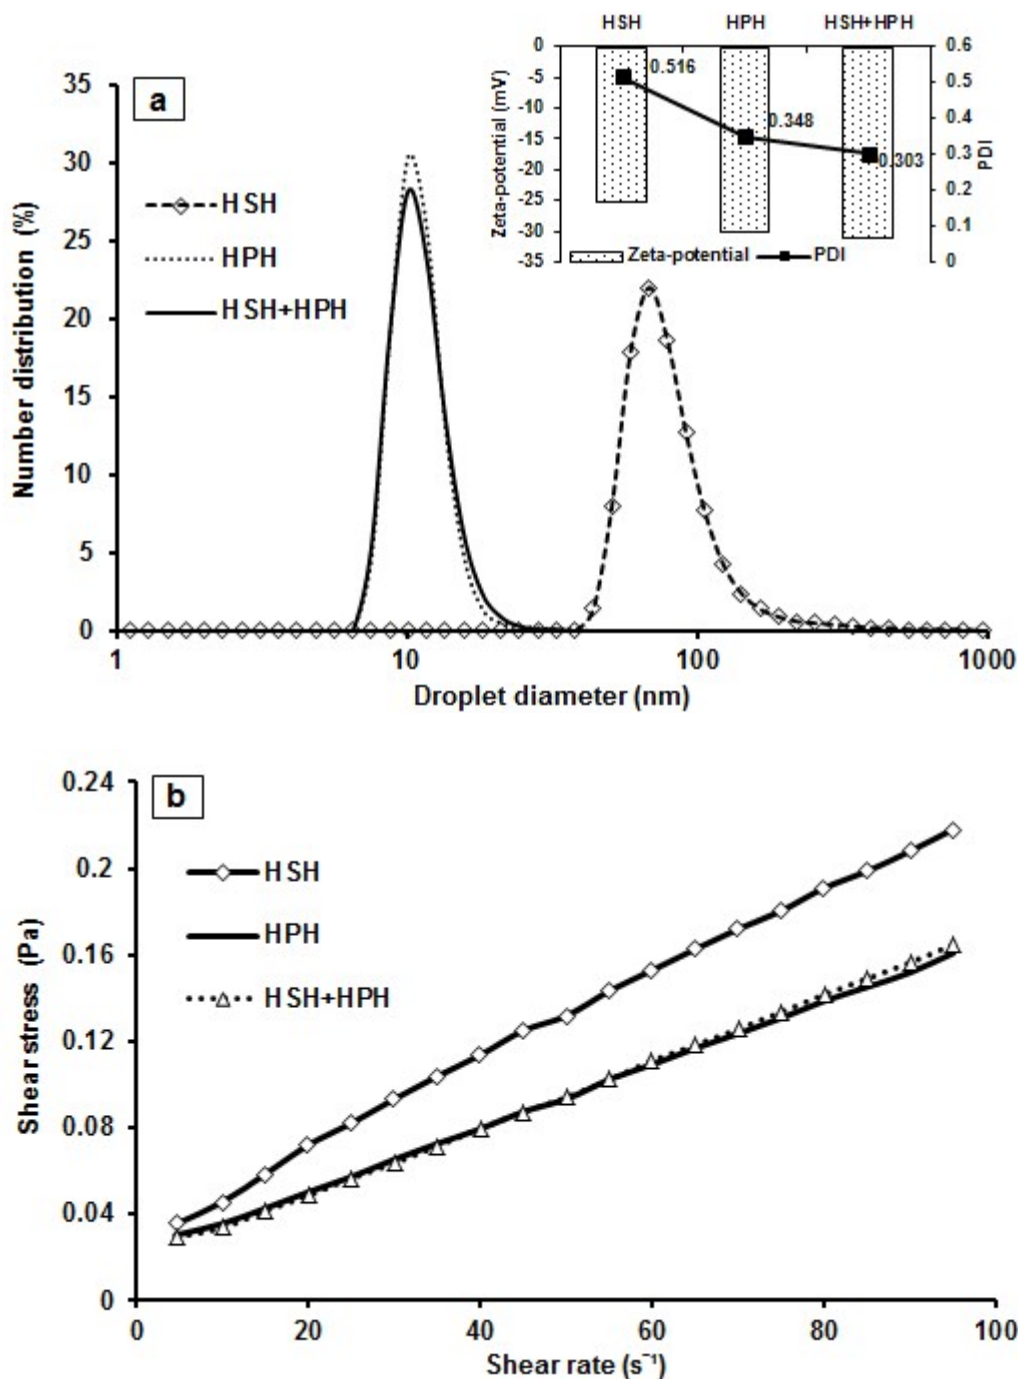 HSH HPH HSH+HPH
0 0.6
-5 0.5
-10 0.4
-15 0.3
-20 0.2
-25 0.1
-30 0
-35
Zeta-potential (mV)
PDI
0.516
0.348
0.303
Zeta-potential PDI
a
35
30
25
20
15
10
5
0
Number distribution (%)
HSH
HPH
HSH+HPH
1 10 100 1000
Droplet diameter (nm)
b
0.24
0.2
0.16
0.12
0.08
0.04
0
Shear stress (Pa)
HSH
HPH
HSH+HPH
0 20 40 60 80 100
Shear rate (s⁻¹)